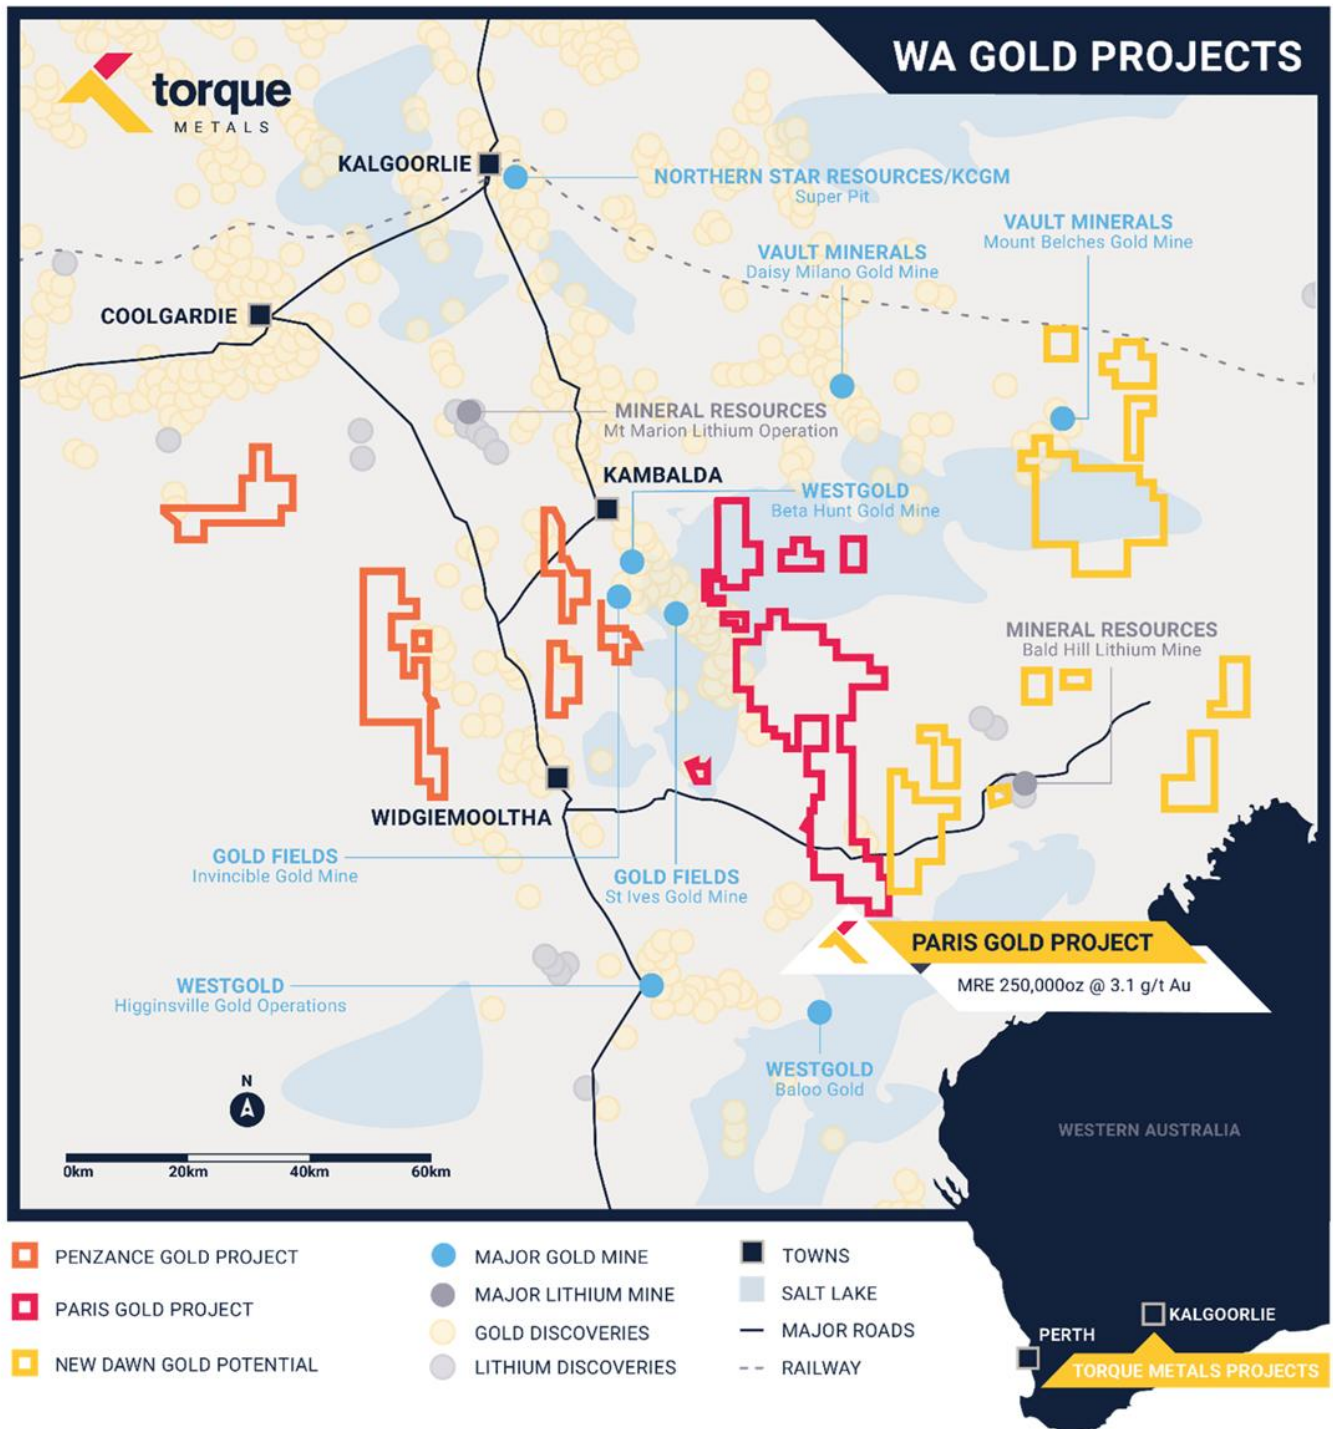 WA GOLD PROJECTS
torque
METALS
KALGOORLIE
NORTHERN STAR RESOURCES/KCGM
Super Pit
VAULT MINERALS
Mount Belches Gold Mine
VAULT MINERALS
Daisy Milano Gold Mine
COOLGARDIE
MINERAL RESOURCES
Mt Marion Lithium Operation
KAMBALDA
WESTGOLD
Beta Hunt Gold Mine
MINERAL RESOURCES
Bald Hill Lithium Mine
WIDGIEMOOLTHA
GOLD FIELDS
Invincible Gold Mine
GOLD FIELDS
St Ives Gold Mine
PARIS GOLD PROJECT
MRE 250,000oz @ 3.1 g/t Au
WESTGOLD
Higginsville Gold Operations
WESTGOLD
Baloo Gold
N
0km 20km 40km 60km
WESTERN AUSTRALIA
PENZANCE GOLD PROJECT
PARIS GOLD PROJECT
NEW DAWN GOLD POTENTIAL
MAJOR GOLD MINE
MAJOR LITHIUM MINE
GOLD DISCOVERIES
LITHIUM DISCOVERIES
TOWNS
SALT LAKE
MAJOR ROADS
RAILWAY
KALGOORLIE
PERTH
TORQUE METALS PROJECTS